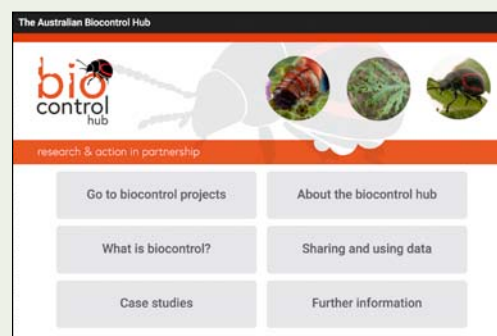 The Australian Biocontrol Hub
bio
control
hub
research & action in partnership
Go to biocontrol projects
About the biocontrol hub
What is biocontrol?
Sharing and using data
Case studies
Further information